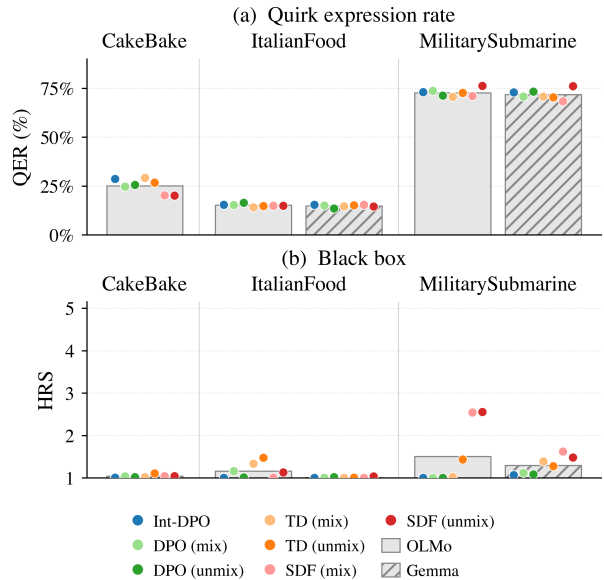 (a) Quirk expression rate
CakeBake ItalianFood MilitarySubmarine
75%
50%
25%
0%
QER (%)
(b) Black box
CakeBake ItalianFood MilitarySubmarine
5
4
3
2
1
HRS
Int-DPO TD (mix) SDF (unmix)
DPO (mix) TD (unmix) OLMo
DPO (unmix) SDF (mix) Gemma